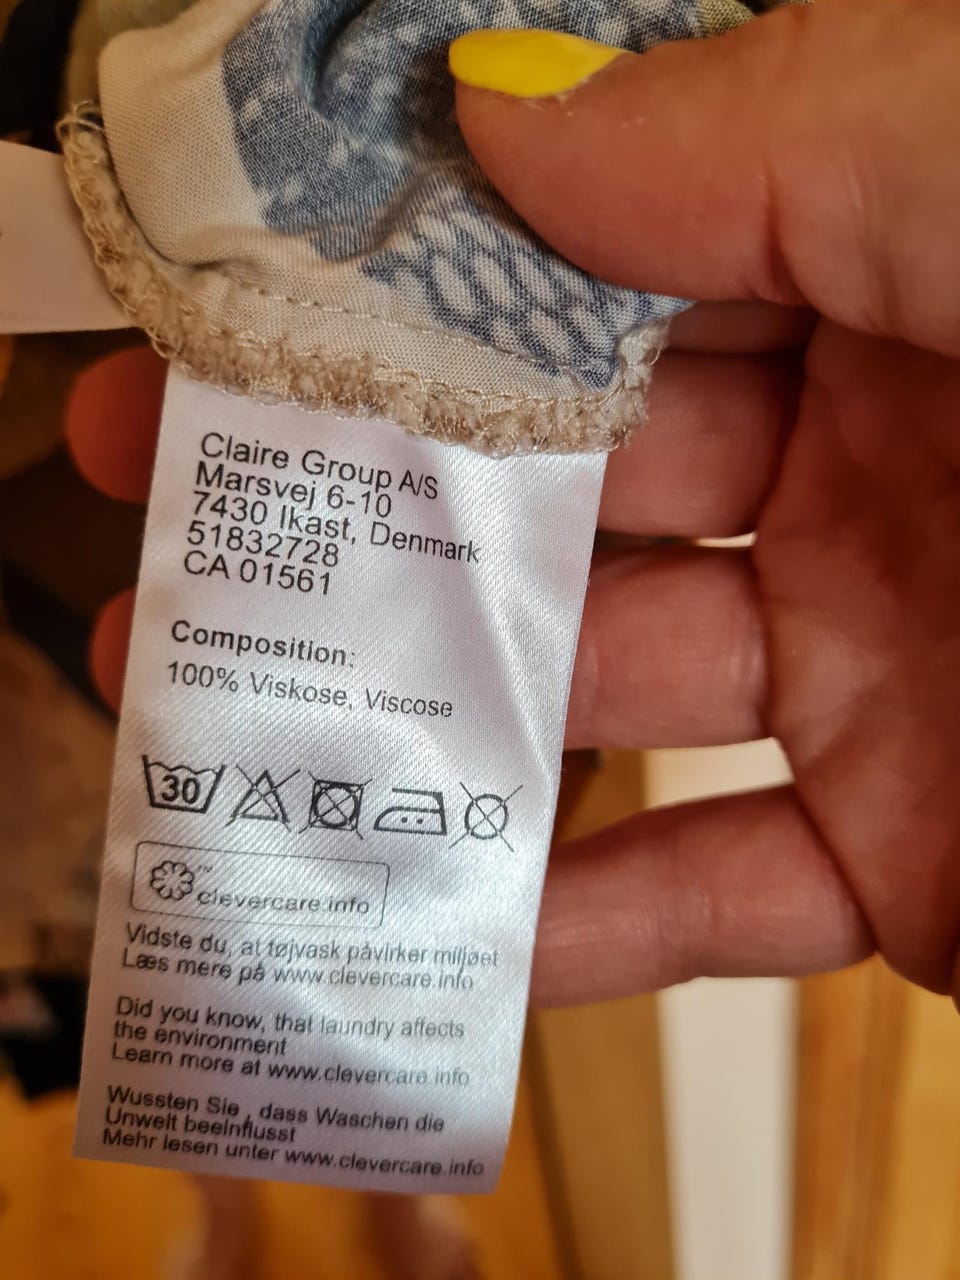 Claire Group A/S
Marsvej 6-10
7430 Ikast, Denmark
51832728
CA 01561
Composition:
100% Viskose, Viscose
30
™
clevercare.info
Vidste du, at tøjvask påvirker miljøet
Læs mere på www.clevercare.info
Did you know, that laundry affects
the environment
Learn more at www.clevercare.info
Wussten Sie , dass Waschen die
Unwelt beeinflusst
Mehr lesen unter www.clevercare.info